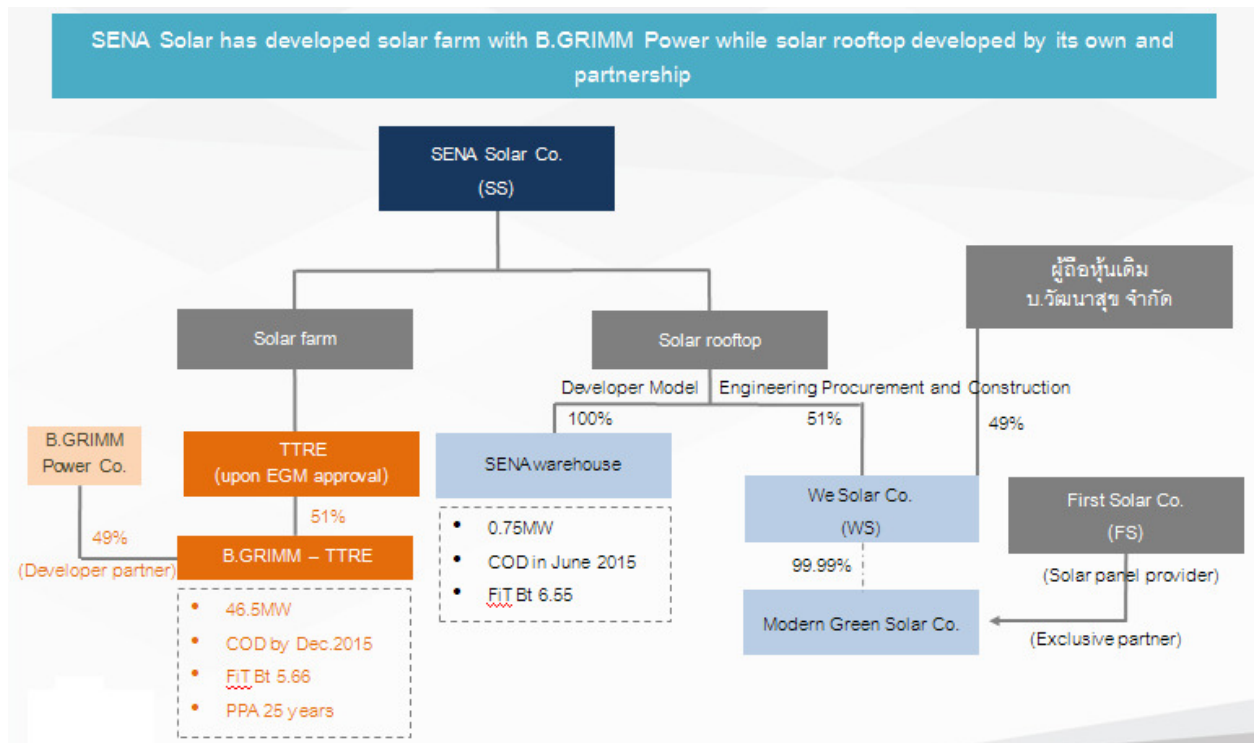 SENA Solar has developed solar farm with B.GRIMM Power while solar rooftop developed by its own and
partnership
SENA Solar Co.
(SS)
ผู้ถือหุ้นเดิม
บ.วัฒนาสุข จำกัด
Solar farm
Solar rooftop
Developer Model
Engineering Procurement and Construction
100%
51%
49%
B.GRIMM
Power Co.
TTRE
(upon EGM approval)
SENA warehouse
We Solar Co.
(WS)
First Solar Co.
(FS)
51%
49%
(Developer partner)
B.GRIMM – TTRE
• 0.75MW
• COD in June 2015
• FiT Bt 6.55
99.99%
(Solar panel provider)
Modern Green Solar Co.
(Exclusive partner)
• 46.5MW
• COD by Dec.2015
• FiT Bt 5.66
• PPA 25 years